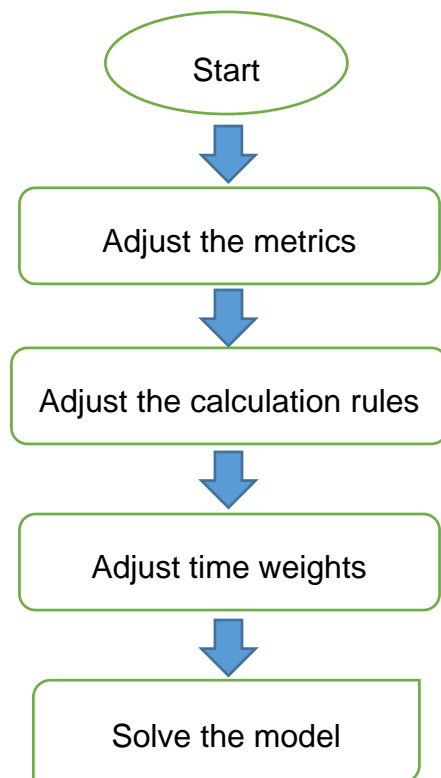 Start
Adjust the metrics
Adjust the calculation rules
Adjust time weights
Solve the model